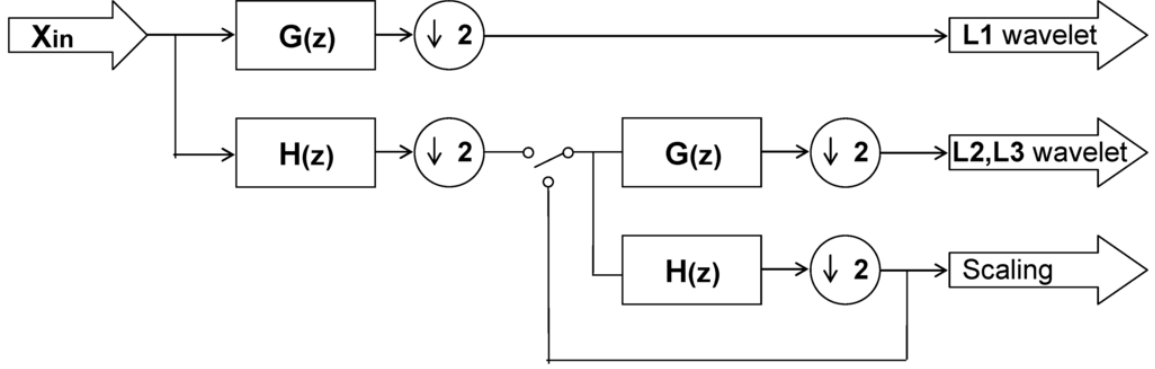 Xin
G(z)
↓ 2
L1 wavelet
H(z)
↓ 2
G(z)
↓ 2
L2,L3 wavelet
H(z)
↓ 2
Scaling